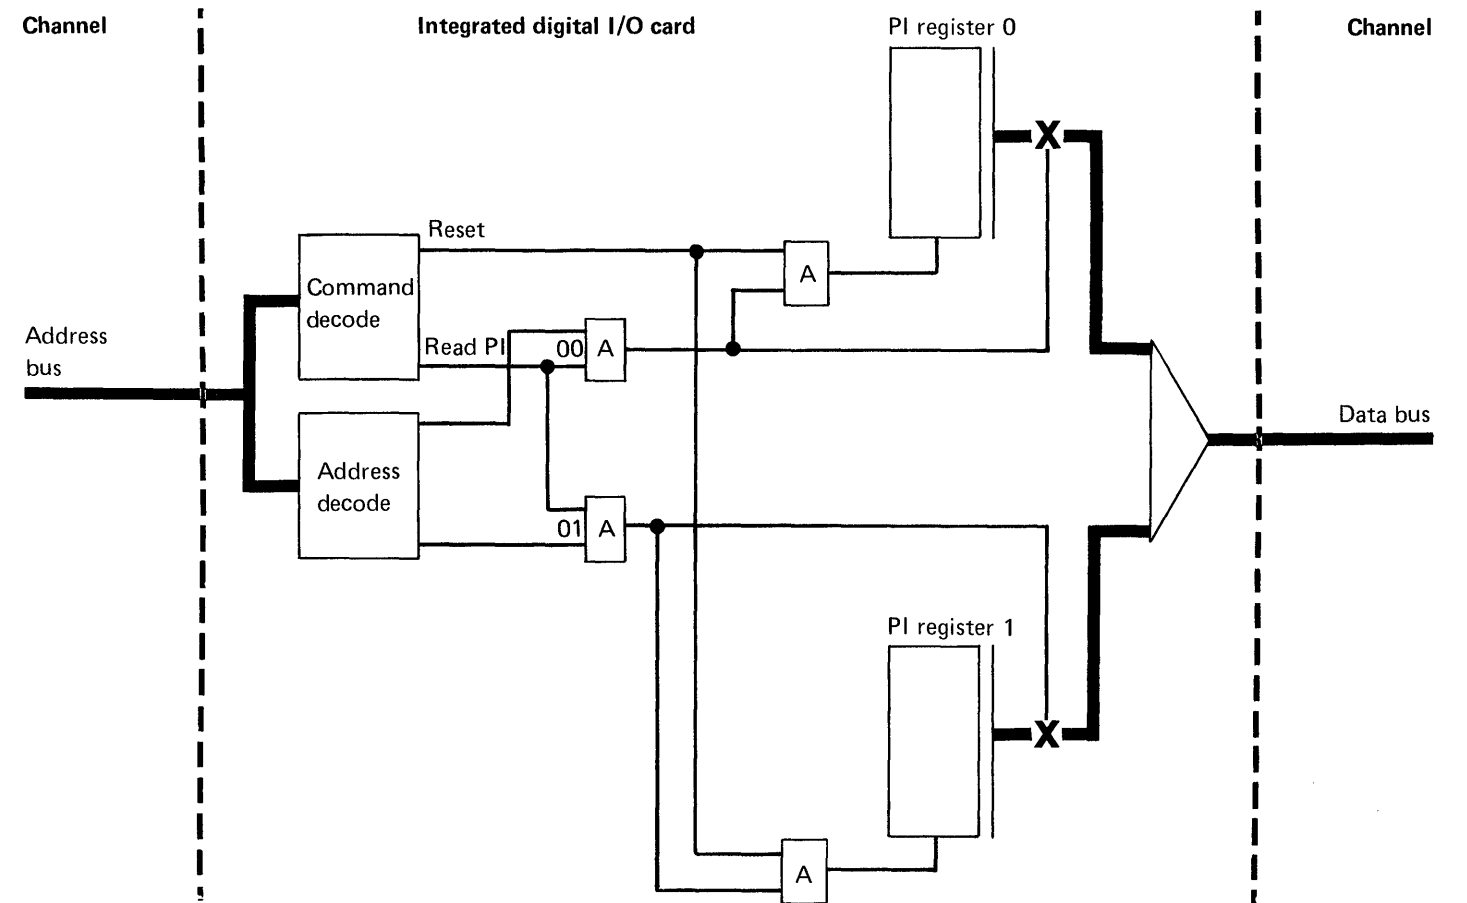 Channel
Integrated digital I/O card
PI register 0
Channel
Reset
A
Command
decode
Address
bus
Read PI
00
A
Data bus
Address
decode
01
A
PI register 1
A